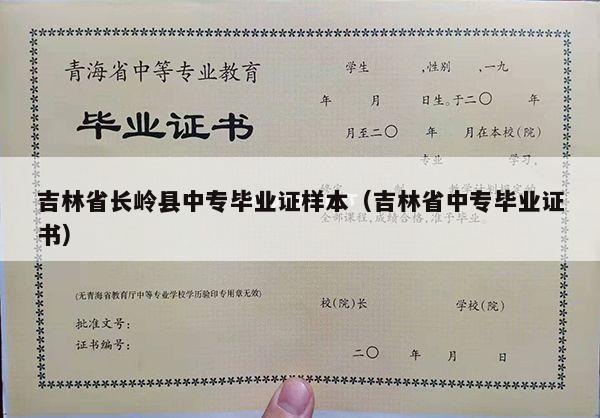 青海省中等专业教育
毕业证书
学生 ,性别 ,一九
年 月 日生。于二〇 年
月至二〇 年 月在本校(院)
专业 学习,
吉林省长岭县中专毕业证样本（吉林省中专毕业证
书）
全部课程,成绩合格,准予毕业。
(无青海省教育厅中等专业学校学历验印专用章无效)
批准文号：
证书编号：
校(院)长 学校(院)
二〇 年 月 日